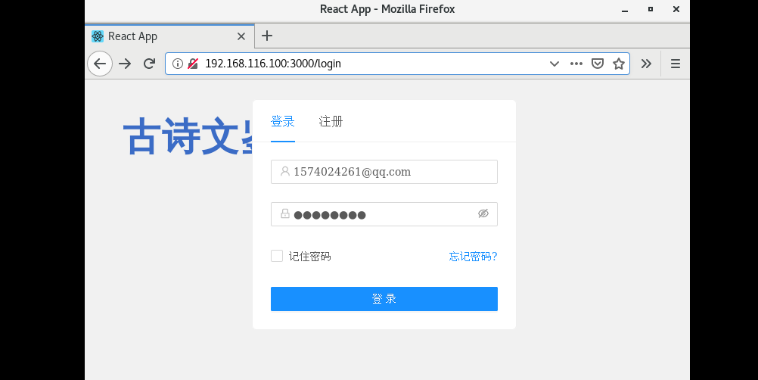 React App - Mozilla Firefox
React App
192.168.116.100:3000/login
古诗文
登录 注册
1574024261@qq.com
记住密码 忘记密码?
登 录